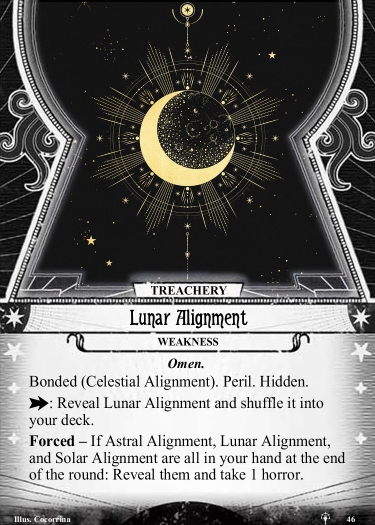 TREACHERY
Lunar Alignment
WEAKNESS
Omen.
Bonded (Celestial Alignment). Peril. Hidden.
: Reveal Lunar Alignment and shuffle it into
your deck.
Forced – If Astral Alignment, Lunar Alignment,
and Solar Alignment are all in your hand at the end
of the round: Reveal them and take 1 horror.
Illus. Cocorrina
46